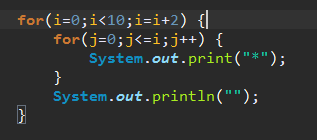 for(i=0;i<10;i=i+2) {
    for(j=0;j<=i;j++) {
        System.out.print("*");
    }
    System.out.println("");
}